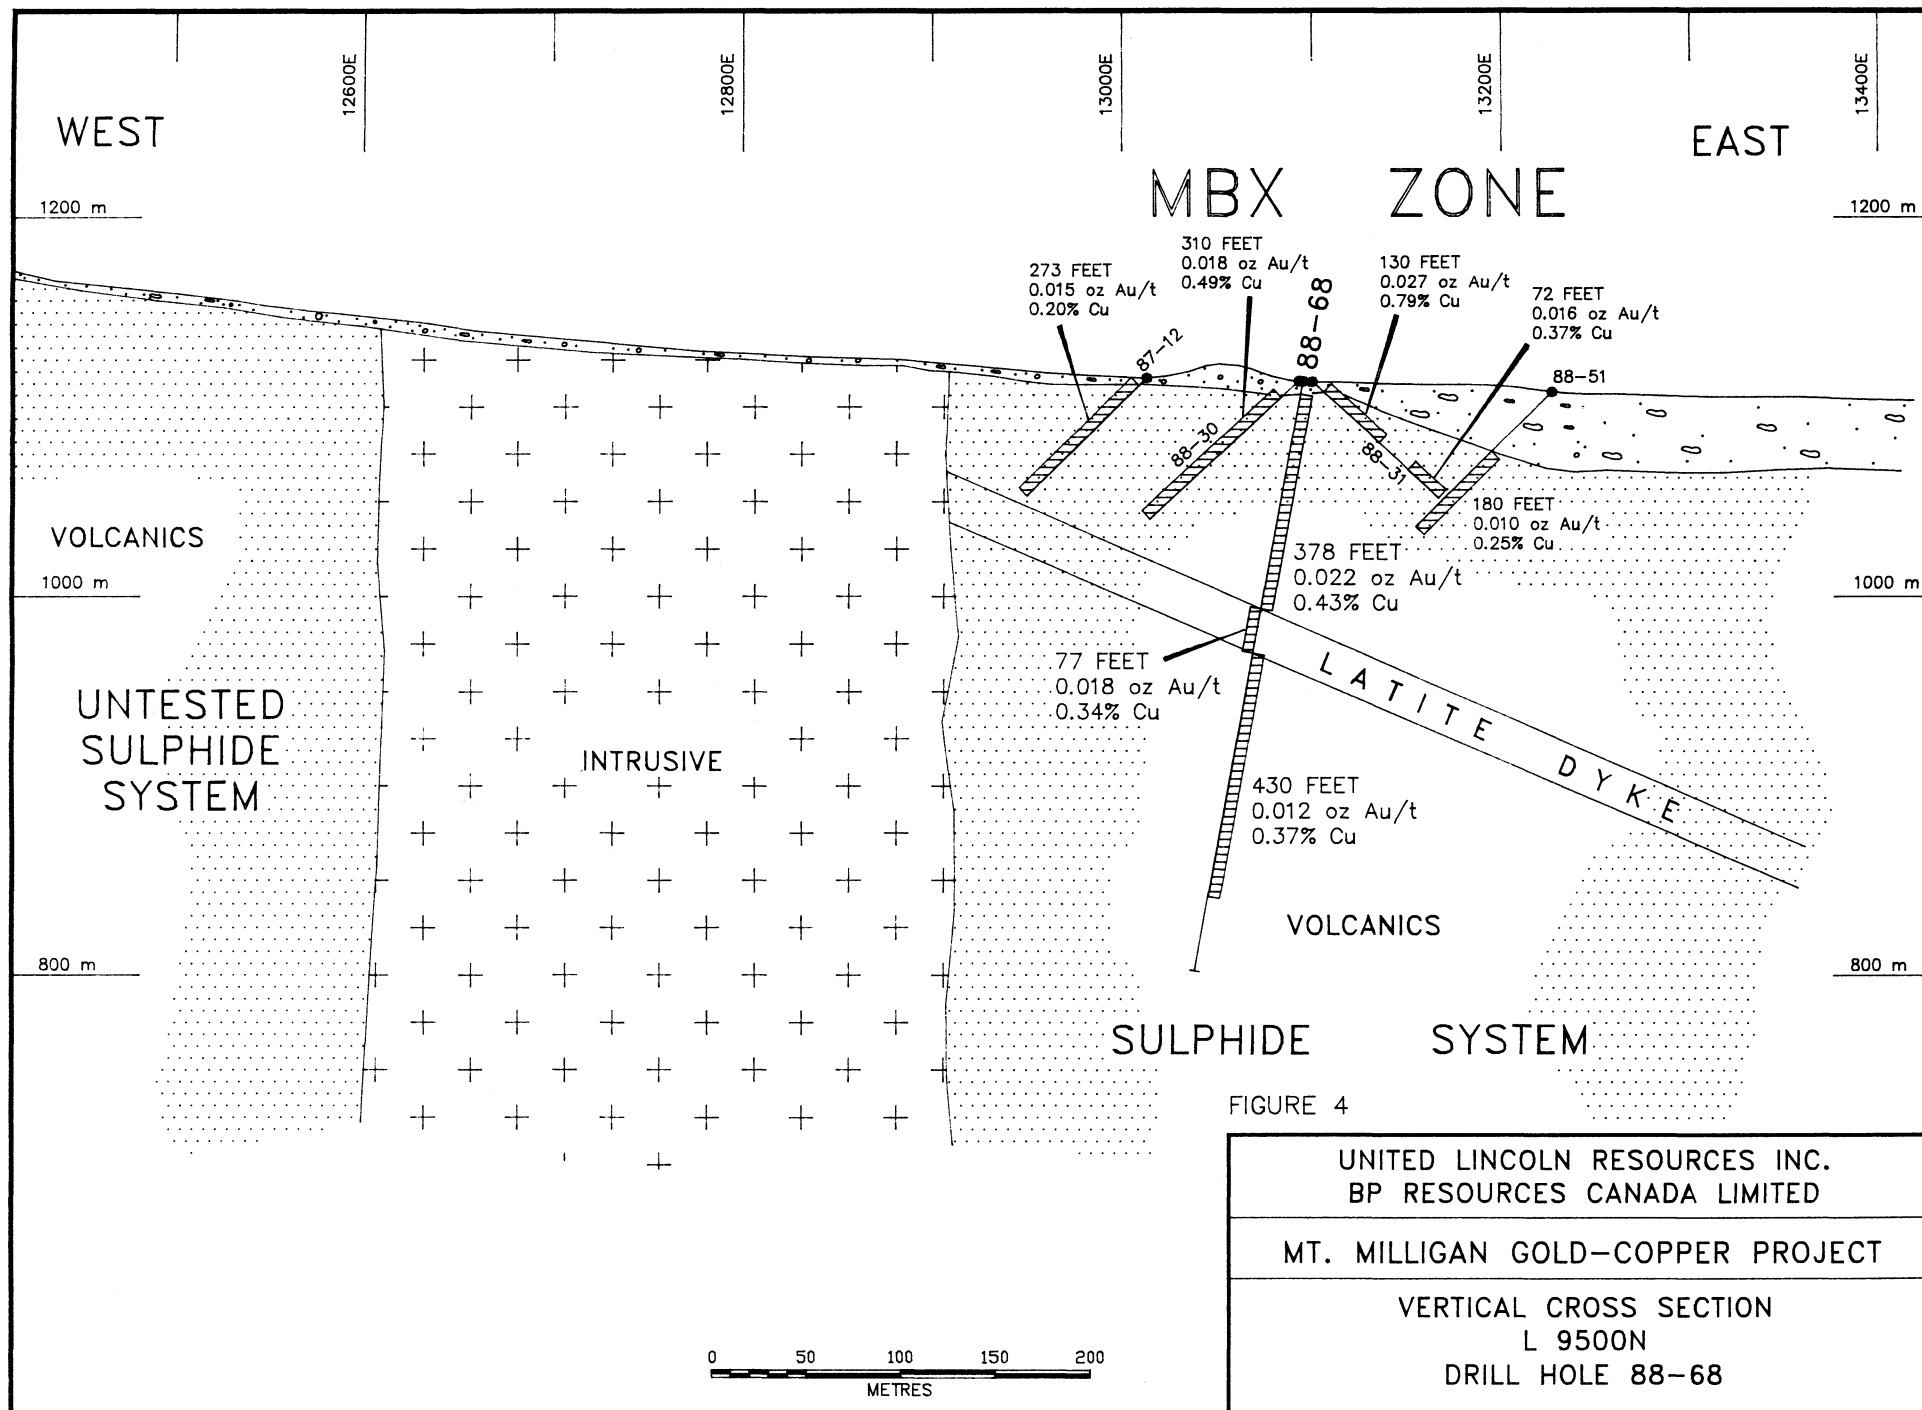 12600E
12800E
13000E
13200E
13400E
WEST
EAST
MBX ZONE
1200 m
1200 m
273 FEET
0.015 oz Au/t
0.20% Cu
310 FEET
0.018 oz Au/t
0.49% Cu
88-68
130 FEET
0.027 oz Au/t
0.79% Cu
72 FEET
0.016 oz Au/t
0.37% Cu
87-12
88-51
88-30
88-31
180 FEET
0.010 oz Au/t
0.25% Cu
VOLCANICS
1000 m
1000 m
378 FEET
0.022 oz Au/t
0.43% Cu
77 FEET
0.018 oz Au/t
0.34% Cu
LATITE DYKE
UNTESTED
SULPHIDE
SYSTEM
INTRUSIVE
430 FEET
0.012 oz Au/t
0.37% Cu
VOLCANICS
800 m
800 m
SULPHIDE SYSTEM
FIGURE 4
UNITED LINCOLN RESOURCES INC.
BP RESOURCES CANADA LIMITED
MT. MILLIGAN GOLD-COPPER PROJECT
VERTICAL CROSS SECTION
L 9500N
DRILL HOLE 88-68
0 50 100 150 200
METRES